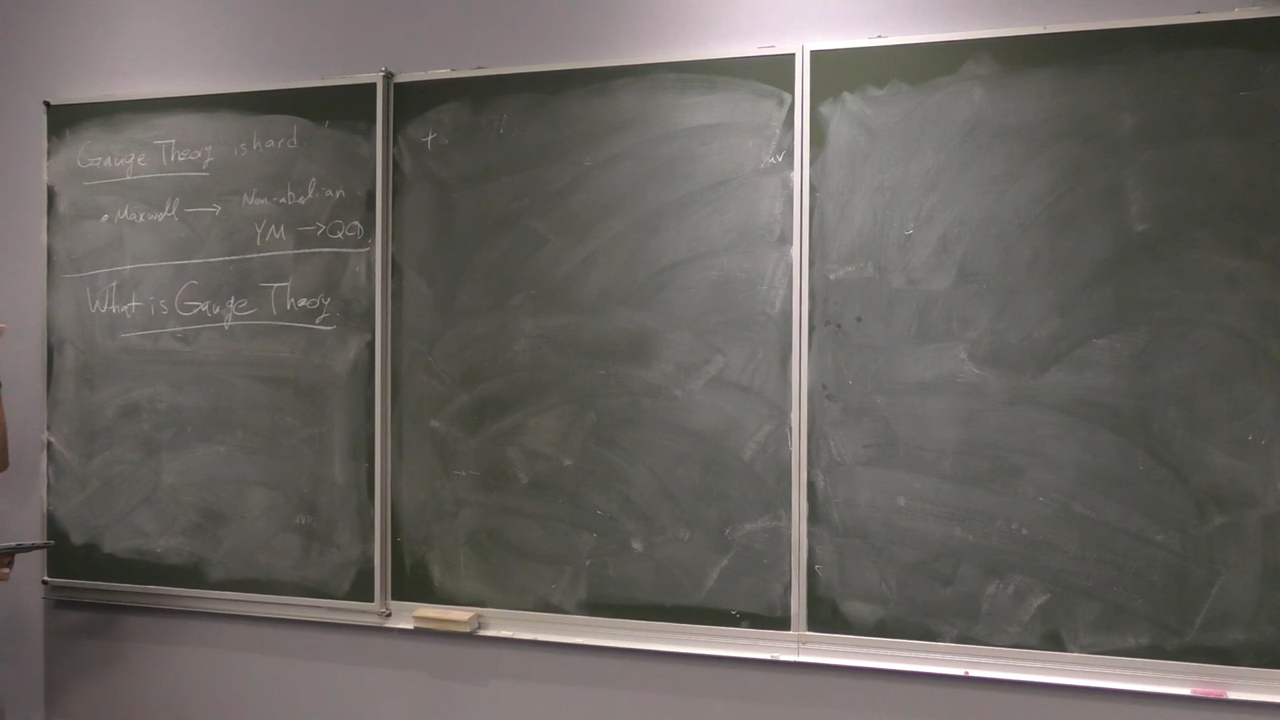 Gauge Theory is hard.
• Maxwell → Non-abelian
YM → QCD.
What is Gauge Theory.